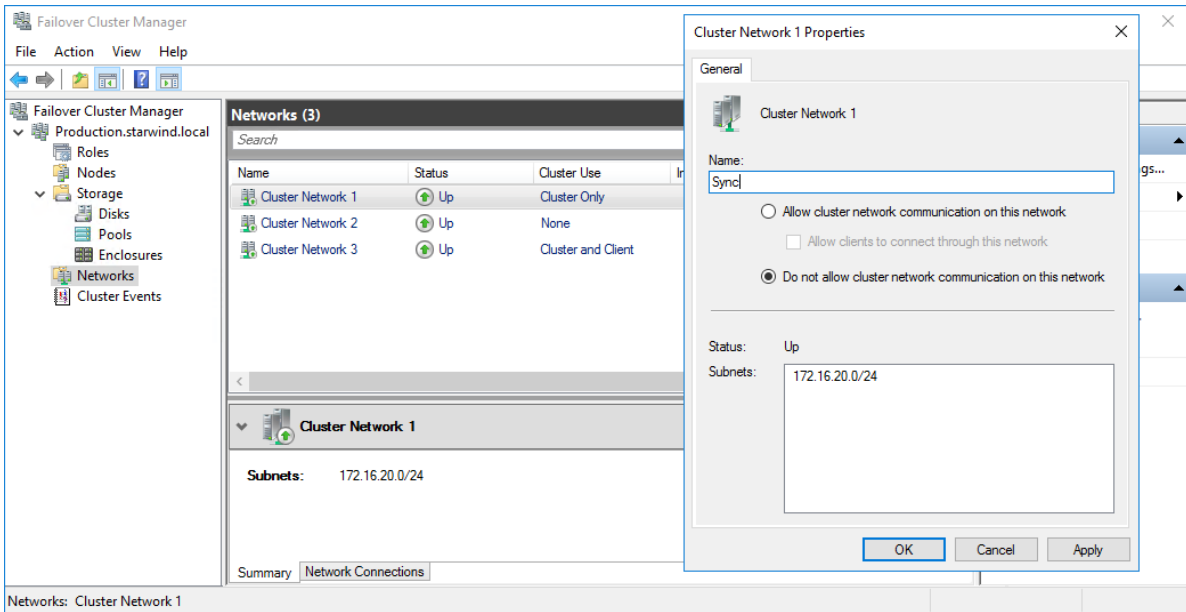 Failover Cluster Manager
File Action View Help
Failover Cluster Manager
Production.starwind.local
Roles
Nodes
Storage
Disks
Pools
Enclosures
Networks
Cluster Events
Networks (3)
Search
Name Status Cluster Use In
Cluster Network 1 Up Cluster Only
Cluster Network 2 Up None
Cluster Network 3 Up Cluster and Client
Cluster Network 1
Subnets: 172.16.20.0/24
Summary Network Connections
Networks: Cluster Network 1
gs...
Cluster Network 1 Properties
General
Cluster Network 1
Name:
Sync
Allow cluster network communication on this network
Allow clients to connect through this network
Do not allow cluster network communication on this network
Status: Up
Subnets: 172.16.20.0/24
OK Cancel Apply